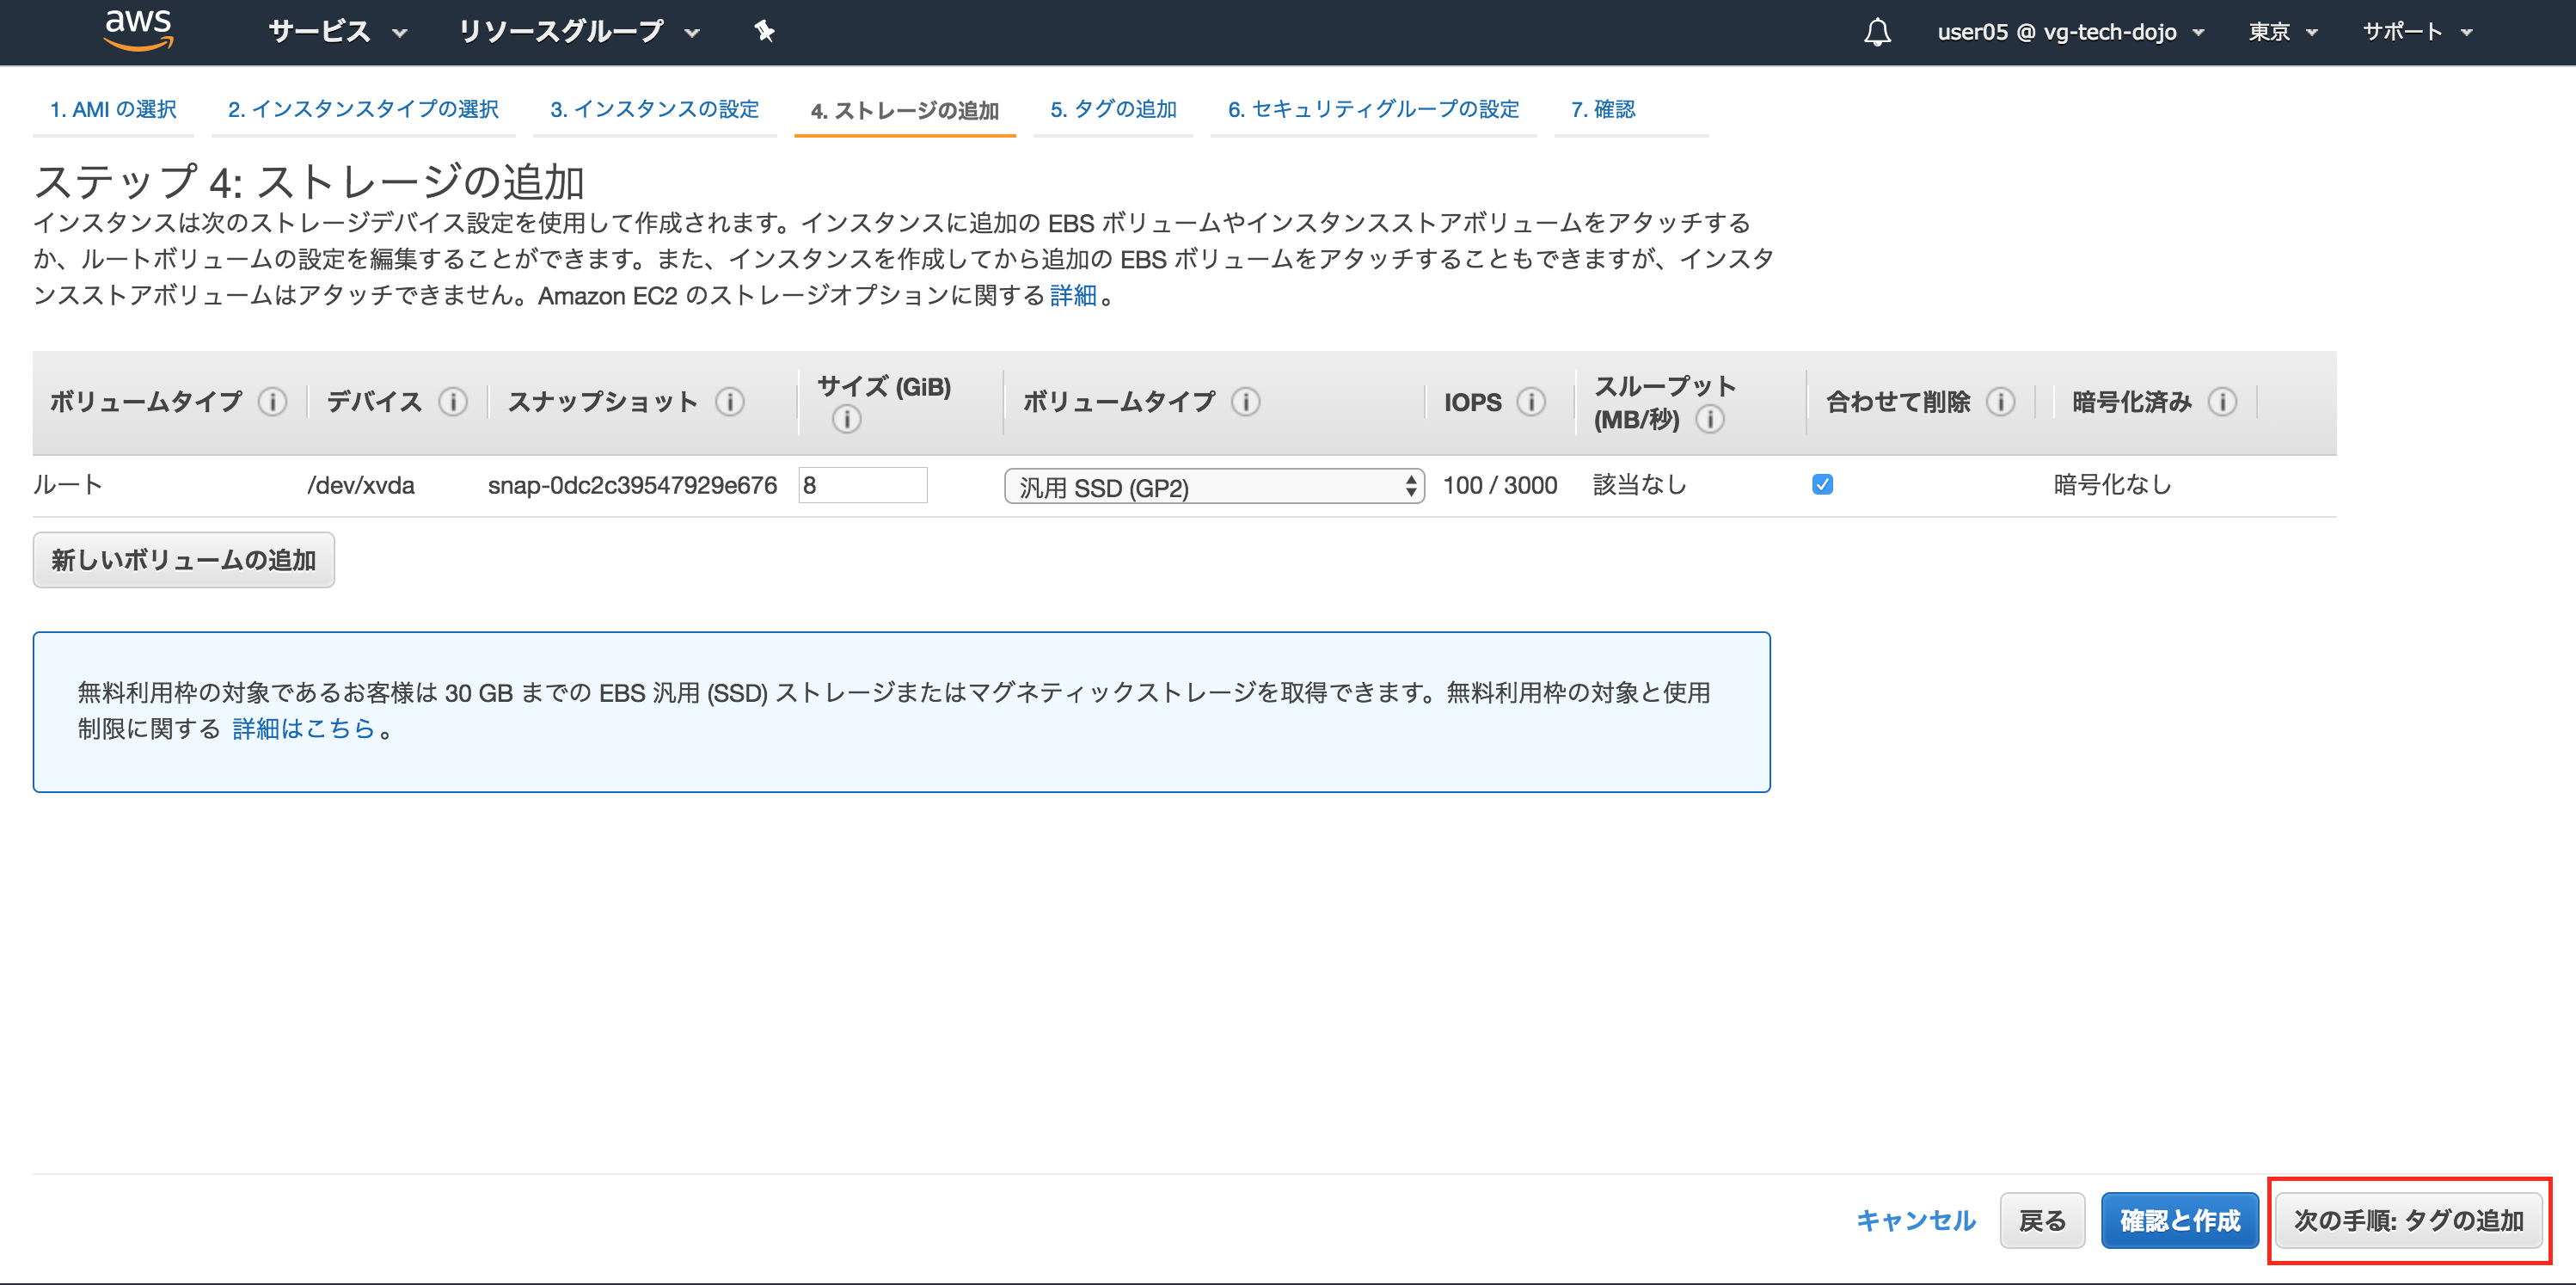 aws サービス リソースグループ user05 @ vg-tech-dojo 東京 サポート
1. AMI の選択 2. インスタンスタイプの選択 3. インスタンスの設定 4. ストレージの追加 5. タグの追加 6. セキュリティグループの設定 7. 確認
ステップ 4: ストレージの追加
インスタンスは次のストレージデバイス設定を使用して作成されます。インスタンスに追加の EBS ボリュームやインスタンスストアボリュームをアタッチする
か、ルートボリュームの設定を編集することができます。また、インスタンスを作成してから追加の EBS ボリュームをアタッチすることもできますが、インスタ
ンスストアボリュームはアタッチできません。Amazon EC2 のストレージオプションに関する 詳細 。
ボリュームタイプ i デバイス i スナップショット i サイズ (GiB) i ボリュームタイプ i IOPS i スループット (MB/秒) i 合わせて削除 i 暗号化済み i
ルート /dev/xvda snap-0dc2c39547929e676 8 汎用 SSD (GP2) 100 / 3000 該当なし 暗号化なし
新しいボリュームの追加
無料利用枠の対象であるお客様は 30 GB までの EBS 汎用 (SSD) ストレージまたはマグネティックストレージを取得できます。無料利用枠の対象と使用
制限に関する 詳細はこちら 。
キャンセル 戻る 確認と作成 次の手順: タグの追加